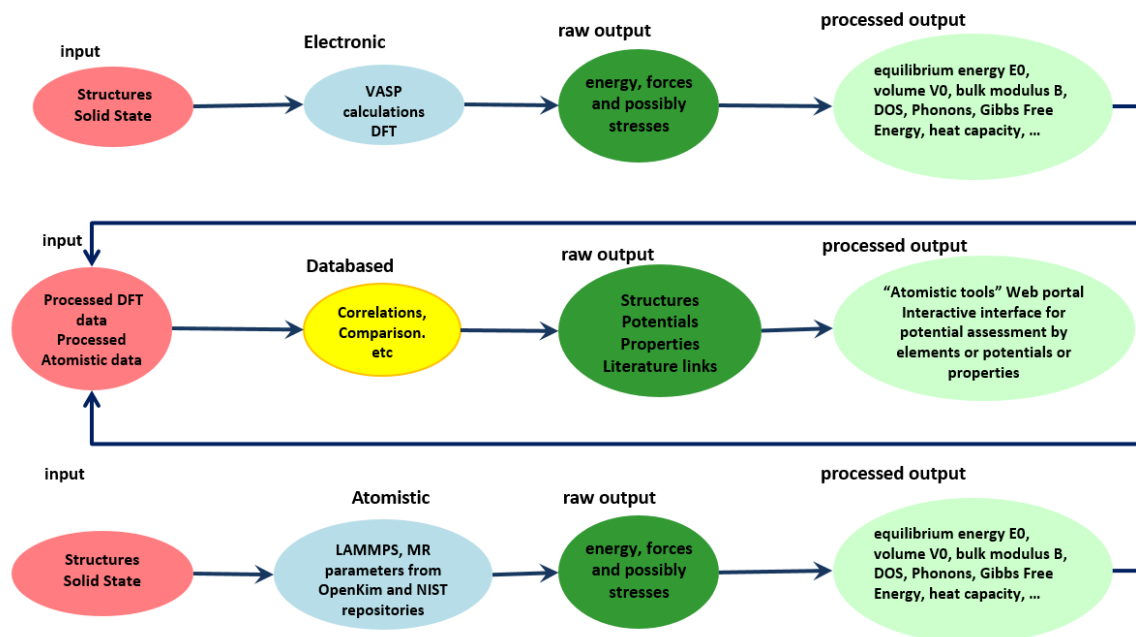 input
Electronic
raw output
processed output
Structures
Solid State
VASP
calculations
DFT
energy, forces
and possibly
stresses
equilibrium energy E0,
volume V0, bulk modulus B,
DOS, Phonons, Gibbs Free
Energy, heat capacity, ...
input
Databased
raw output
processed output
Processed DFT
data
Processed
Atomistic data
Correlations,
Comparison.
etc
Structures
Potentials
Properties
Literature links
“Atomistic tools” Web portal
Interactive interface for
potential assessment by
elements or potentials or
properties
input
Atomistic
raw output
processed output
Structures
Solid State
LAMMPS, MR
parameters from
OpenKim and NIST
repositories
energy, forces
and possibly
stresses
equilibrium energy E0,
volume V0, bulk modulus B,
DOS, Phonons, Gibbs Free
Energy, heat capacity, ...